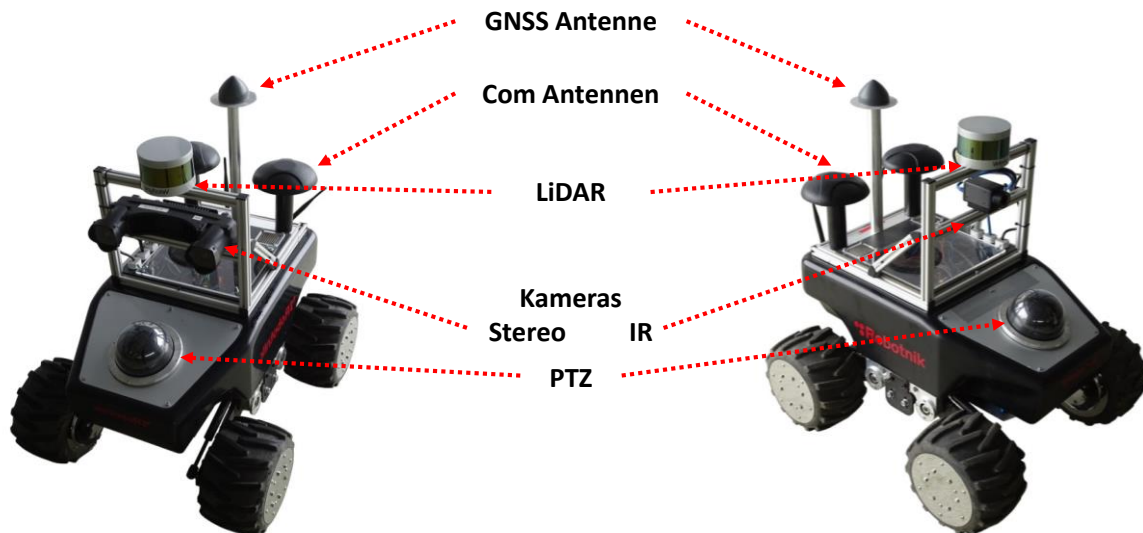 GNSS Antenne
Com Antennen
LiDAR
Kameras
Stereo IR
PTZ
Robotnik